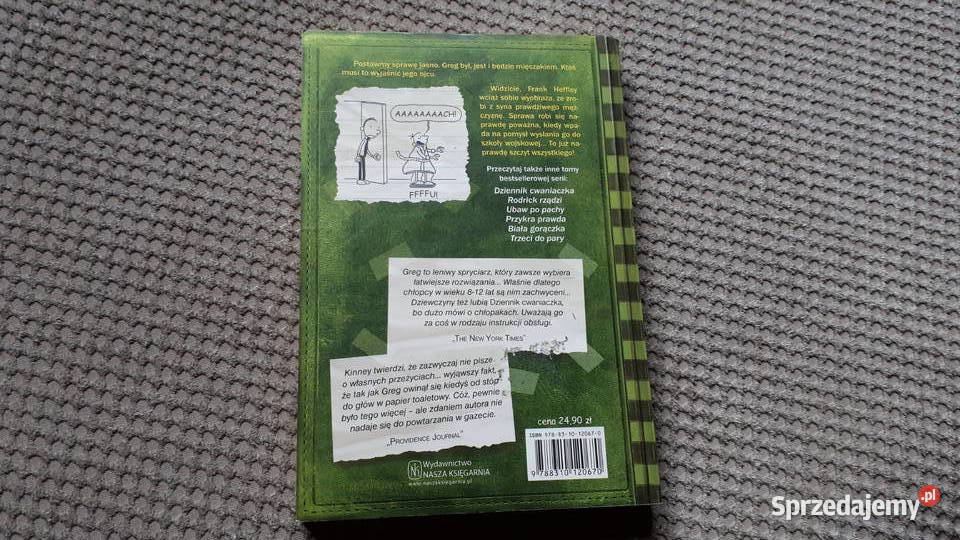 Postawmy sprawę jasno. Greg był, jest i będzie mięczakiem. Ktoś
musi to wyjaśnić jego ojcu.
Widzicie, Frank Heffley
wciąż sobie wyobraża, że zro-
bi z syna prawdziwego męż-
czyznę. Sprawa robi się na-
prawdę poważna, kiedy wpa-
da na pomysł wysłania go do
szkoły wojskowej... To już na-
prawdę szczyt wszystkiego!
AAAAAAAACH!
FFFFU!
Przeczytaj także inne tomy
bestsellerowej serii:
Dziennik cwaniaczka
Rodrick rządzi
Ubaw po pachy
Przykra prawda
Biała gorączka
Trzeci do pary
Greg to leniwy spryciarz, który zawsze wybiera
łatwiejsze rozwiązania... Właśnie dlatego
chłopcy w wieku 8-12 lat są nim zachwyceni...
Dziewczyny też lubią Dziennik cwaniaczka,
bo dużo mówi o chłopakach. Uważają go
za coś w rodzaju instrukcji obsługi.
„The New York Times"
Kinney twierdzi, że zazwyczaj nie pisze
o własnych przeżyciach... wyjąwszy fakt,
że tak jak Greg owinął się kiedyś od stóp
do głów w papier toaletowy. Cóż, pewnie
było tego więcej – ale zdaniem autora nie
nadaje się do powtarzania w gazecie.
„Providence Journal"
Wydawnictwo
NASZA KSIĘGARNIA
www.naszaksiegarnia.pl
cena 24,90 zł
ISBN 978-83-10-12067-0
9 788310 120670
Sprzedajemy.pl